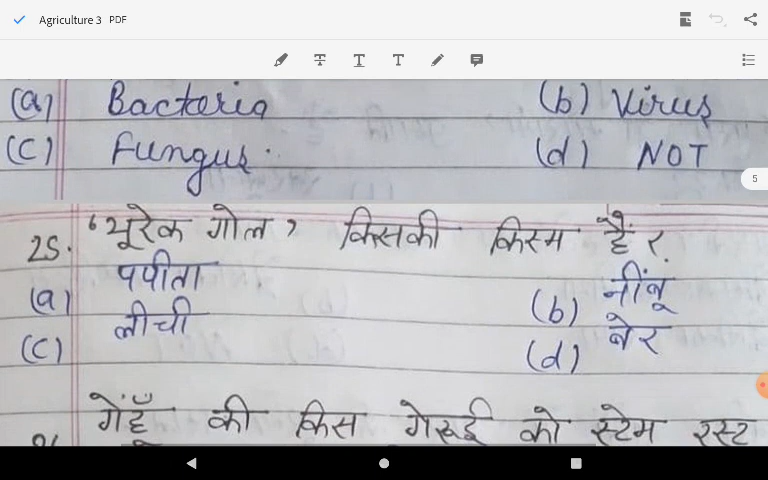 Agriculture 3 PDF
(a) Bacteria (b) Virus
(c) Fungus. (d) NOT
5
25. 'यूरेक गोल' किसकी किस्म हैं ?
(a) पपीता (b) नींबू
(c) लीची (d) बेर
गेहूँ की किस गेरूई को स्टेम रस्ट